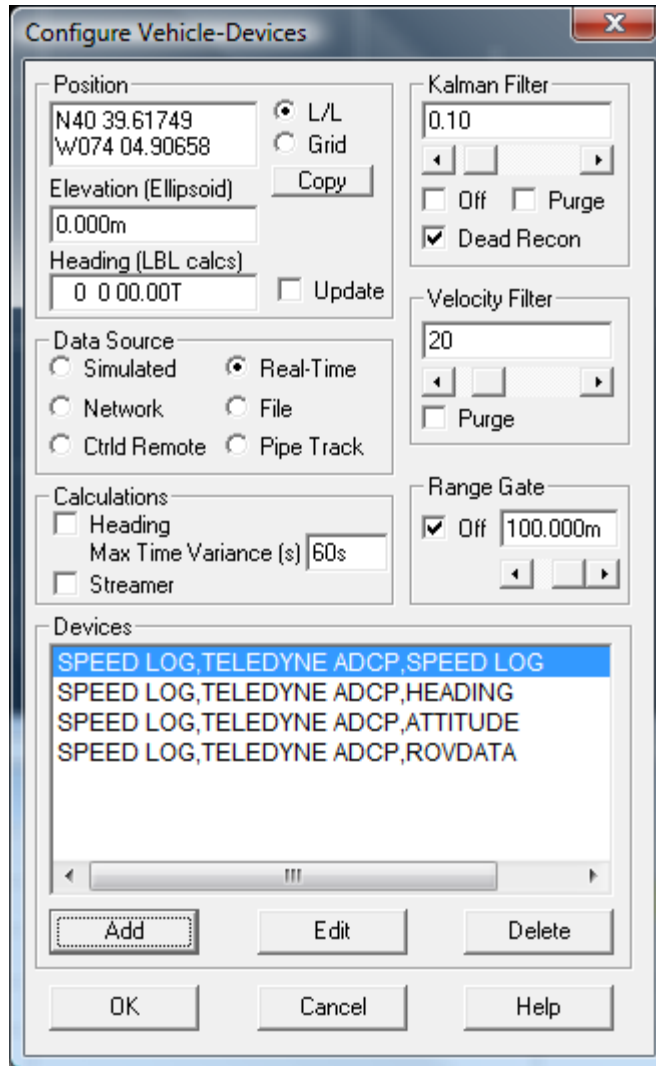 Configure Vehicle-Devices
Position
N40 39.61749
W074 04.90658
L/L
Grid
Copy
Elevation (Ellipsoid)
0.000m
Heading (LBL calcs)
0 0 00.00T
Update
Kalman Filter
0.10
Off Purge
Dead Recon
Velocity Filter
20
Purge
Data Source
Simulated Real-Time
Network File
Ctrld Remote Pipe Track
Calculations
Heading
Max Time Variance (s) 60s
Streamer
Range Gate
Off 100.000m
Devices
SPEED LOG,TELEDYNE ADCP,SPEED LOG
SPEED LOG,TELEDYNE ADCP,HEADING
SPEED LOG,TELEDYNE ADCP,ATTITUDE
SPEED LOG,TELEDYNE ADCP,ROVDATA
Add Edit Delete
OK Cancel Help